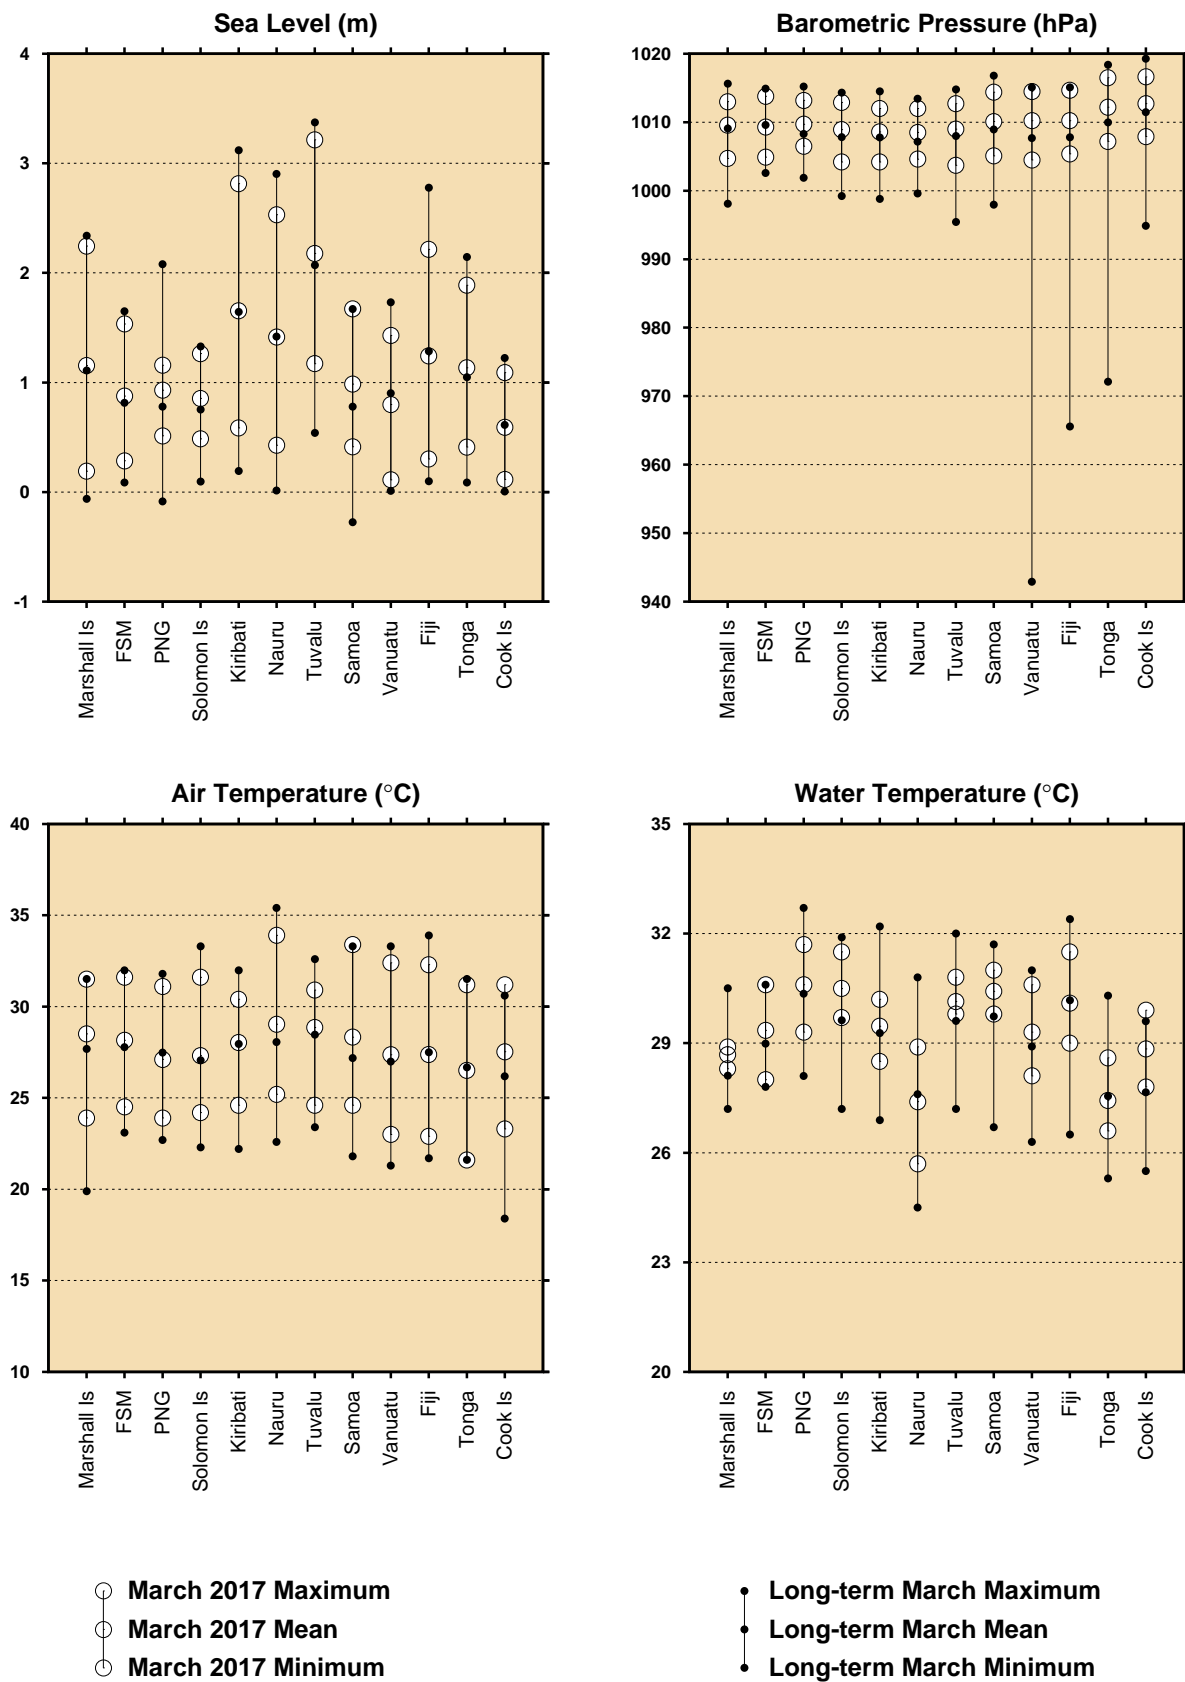 Sea Level (m)
4
3
2
1
0
-1
Marshall Is
FSM
PNG
Solomon Is
Kiribati
Nauru
Tuvalu
Samoa
Vanuatu
Fiji
Tonga
Cook Is
Barometric Pressure (hPa)
1020
1010
1000
990
980
970
960
950
940
Marshall Is
FSM
PNG
Solomon Is
Kiribati
Nauru
Tuvalu
Samoa
Vanuatu
Fiji
Tonga
Cook Is
Air Temperature (°C)
40
35
30
25
20
15
10
Marshall Is
FSM
PNG
Solomon Is
Kiribati
Nauru
Tuvalu
Samoa
Vanuatu
Fiji
Tonga
Cook Is
Water Temperature (°C)
35
32
29
26
23
20
Marshall Is
FSM
PNG
Solomon Is
Kiribati
Nauru
Tuvalu
Samoa
Vanuatu
Fiji
Tonga
Cook Is
March 2017 Maximum
March 2017 Mean
March 2017 Minimum
Long-term March Maximum
Long-term March Mean
Long-term March Minimum